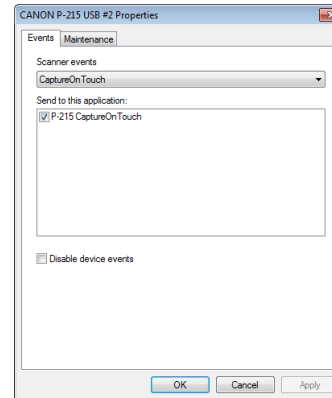 CANON P-215 USB #2 Properties
Events
Maintenance
Scanner events
CaptureOnTouch
Send to this application:
P-215 CaptureOnTouch
Disable device events
OK
Cancel
Apply